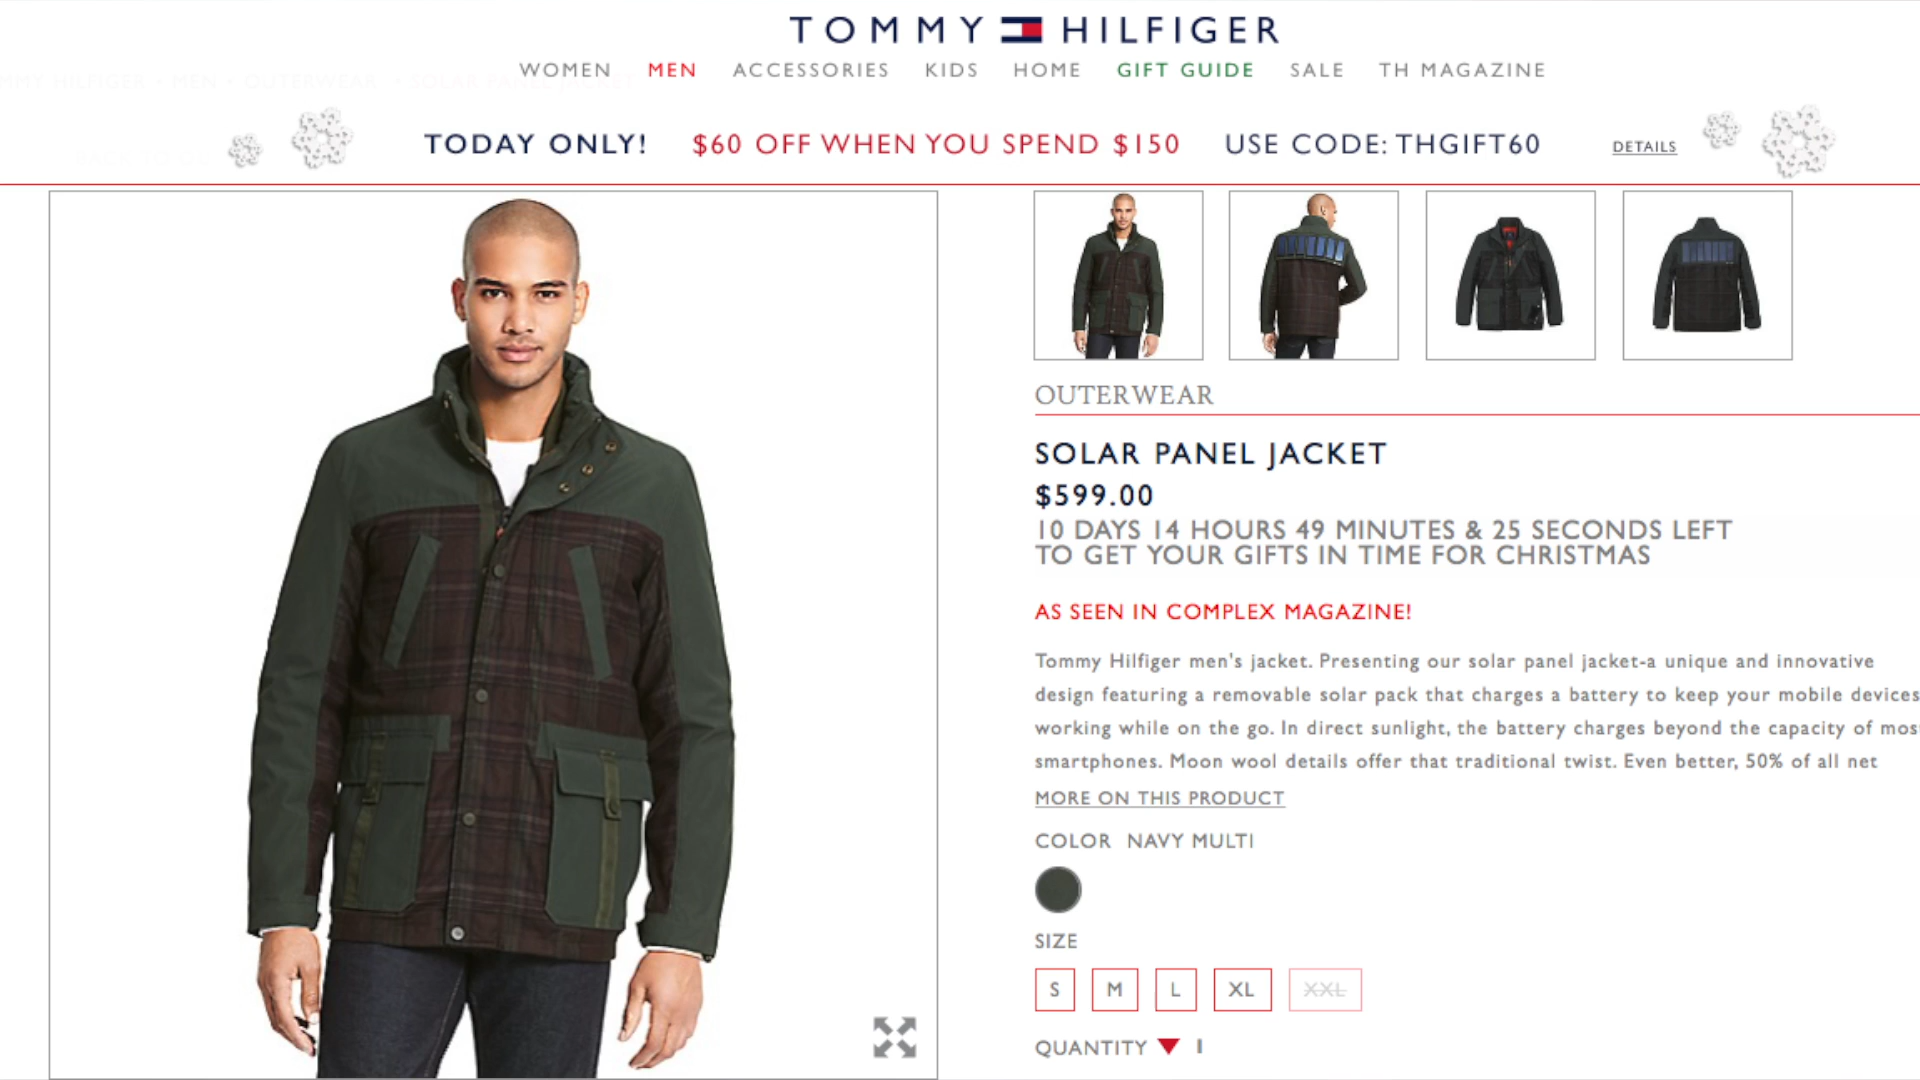 TOMMY HILFIGER
WOMEN MEN ACCESSORIES KIDS HOME GIFT GUIDE SALE TH MAGAZINE
MEN OUTERWEAR
TODAY ONLY! $60 OFF WHEN YOU SPEND $150 USE CODE: THGIFT60 DETAILS
OUTERWEAR
SOLAR PANEL JACKET
$599.00
10 DAYS 14 HOURS 49 MINUTES & 25 SECONDS LEFT
TO GET YOUR GIFTS IN TIME FOR CHRISTMAS
AS SEEN IN COMPLEX MAGAZINE!
Tommy Hilfiger men's jacket. Presenting our solar panel jacket-a unique and innovative
design featuring a removable solar pack that charges a battery to keep your mobile devices
working while on the go. In direct sunlight, the battery charges beyond the capacity of mos
smartphones. Moon wool details offer that traditional twist. Even better, 50% of all net
MORE ON THIS PRODUCT
COLOR NAVY MULTI
SIZE
S M L XL XXL
QUANTITY 1